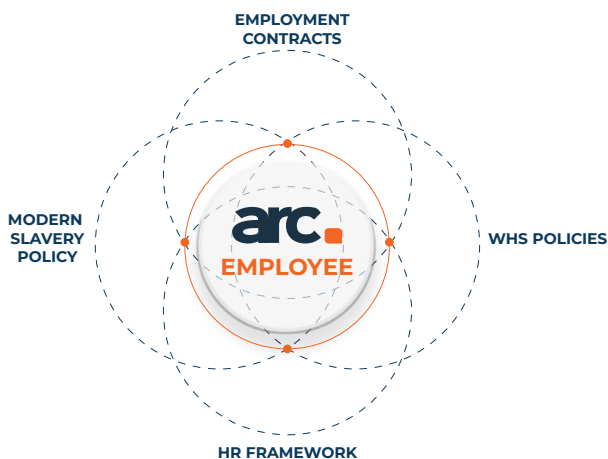 EMPLOYMENT
CONTRACTS
MODERN
SLAVERY
POLICY
arc.
EMPLOYEE
WHS POLICIES
HR FRAMEWORK